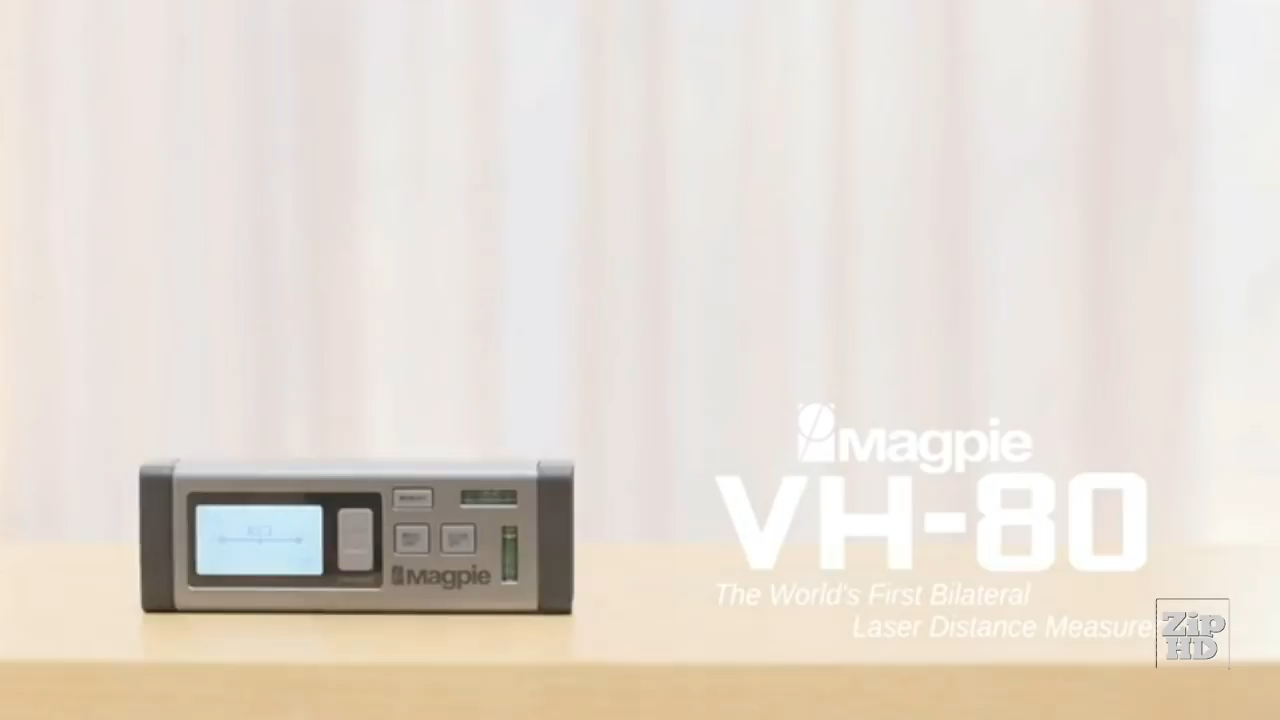 Magpie
VH-80
The World's First Bilateral
Laser Distance Measure
Magpie
Zip
HD